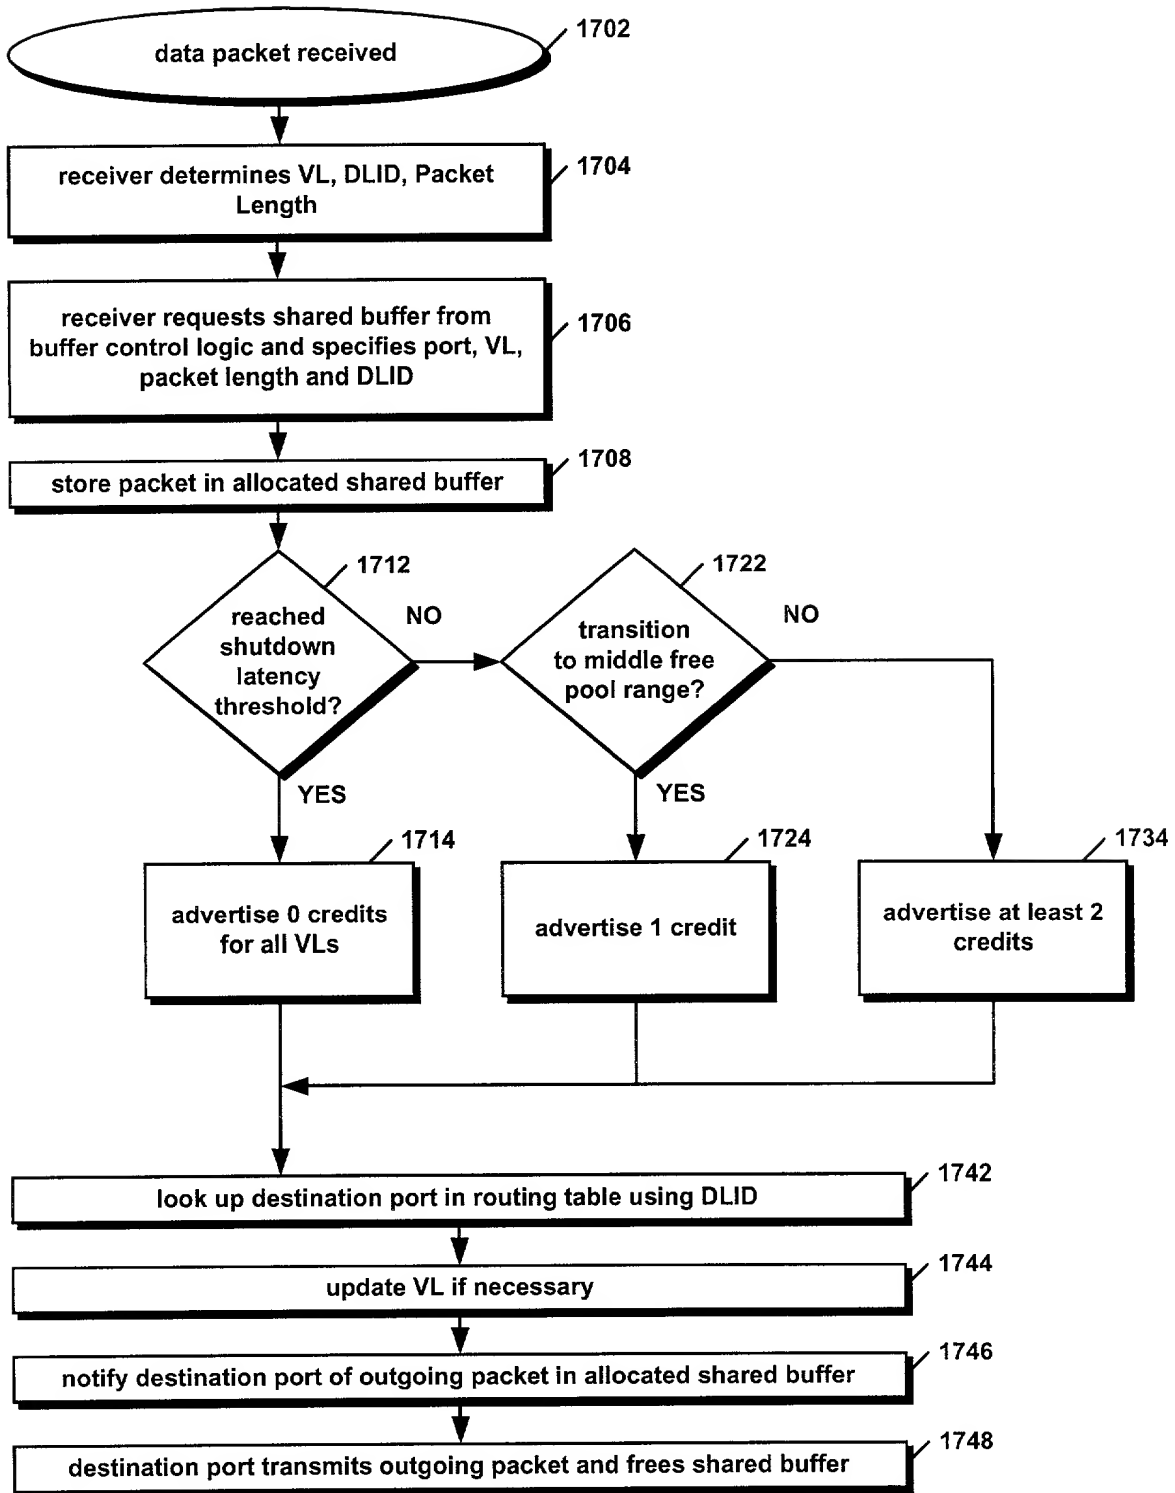 1702
data packet received
1704
receiver determines VL, DLID, Packet
Length
1706
receiver requests shared buffer from
buffer control logic and specifies port, VL,
packet length and DLID
1708
store packet in allocated shared buffer
1712
reached
shutdown
latency
threshold?
NO
YES
1722
transition
to middle free
pool range?
NO
YES
1714
advertise 0 credits
for all VLs
1724
advertise 1 credit
1734
advertise at least 2
credits
1742
look up destination port in routing table using DLID
1744
update VL if necessary
1746
notify destination port of outgoing packet in allocated shared buffer
1748
destination port transmits outgoing packet and frees shared buffer